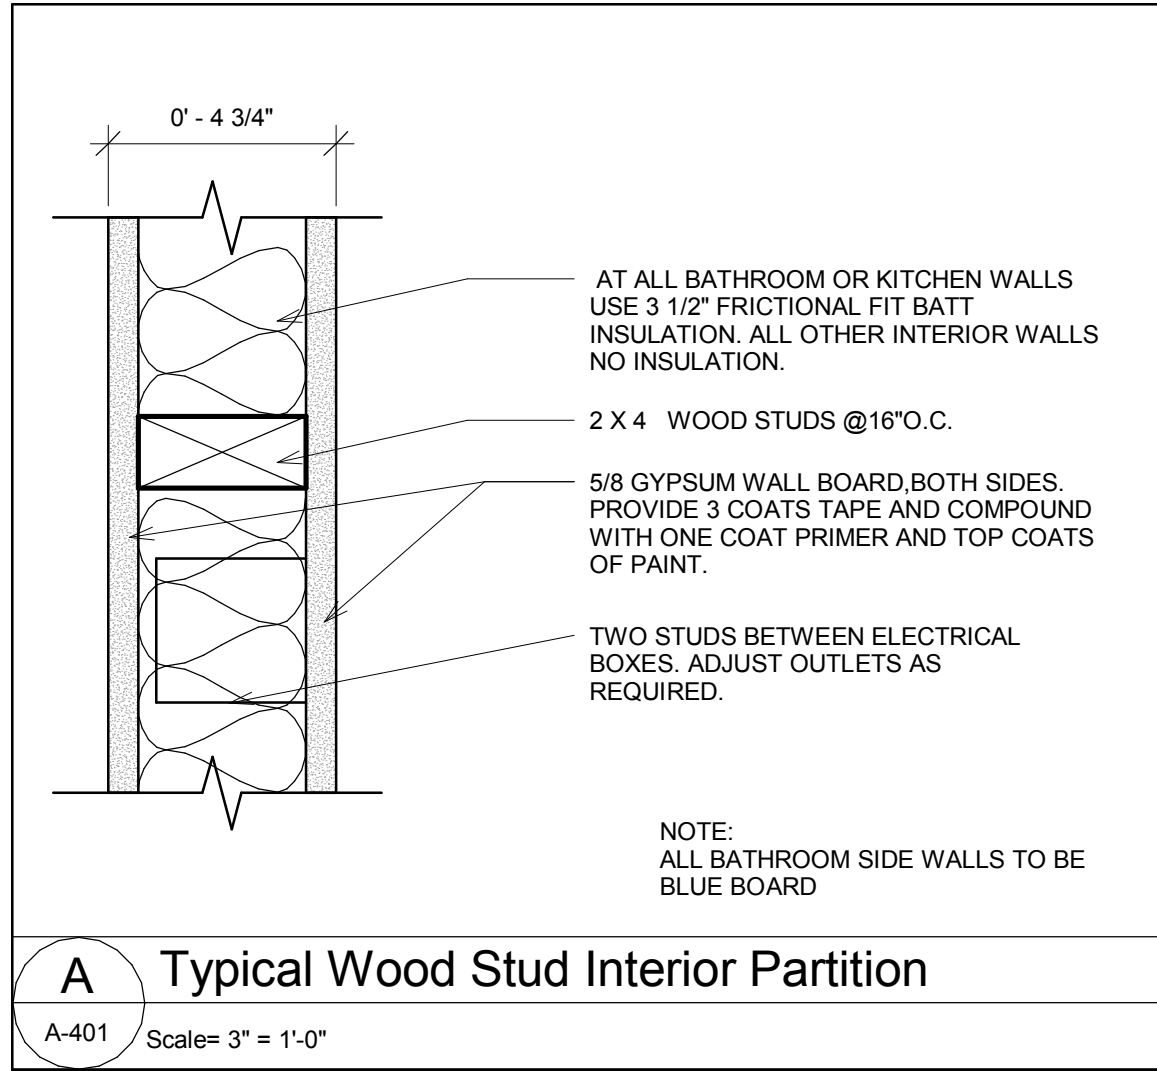 0' - 4 3/4"
AT ALL BATHROOM OR KITCHEN WALLS
USE 3 1/2" FRICTIONAL FIT BATT
INSULATION. ALL OTHER INTERIOR WALLS
NO INSULATION.
2 X 4 WOOD STUDS @16"O.C.
5/8 GYPSUM WALL BOARD,BOTH SIDES.
PROVIDE 3 COATS TAPE AND COMPOUND
WITH ONE COAT PRIMER AND TOP COATS
OF PAINT.
TWO STUDS BETWEEN ELECTRICAL
BOXES. ADJUST OUTLETS AS
REQUIRED.
NOTE:
ALL BATHROOM SIDE WALLS TO BE
BLUE BOARD
A
Typical Wood Stud Interior Partition
A-401
Scale= 3" = 1'-0"